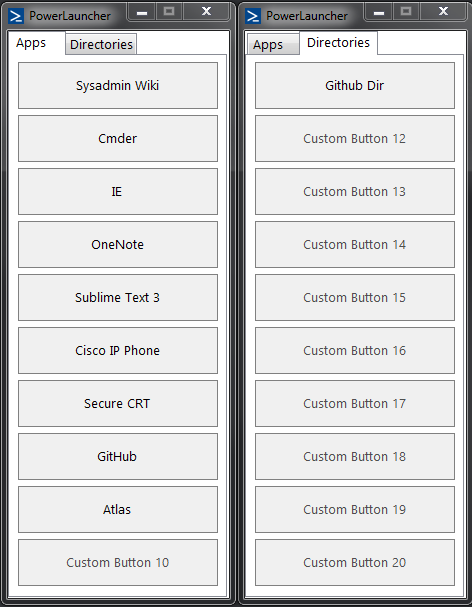 PowerLauncher
Apps
Directories
Sysadmin Wiki
Cmder
IE
OneNote
Sublime Text 3
Cisco IP Phone
Secure CRT
GitHub
Atlas
Custom Button 10
PowerLauncher
Apps
Directories
Github Dir
Custom Button 12
Custom Button 13
Custom Button 14
Custom Button 15
Custom Button 16
Custom Button 17
Custom Button 18
Custom Button 19
Custom Button 20